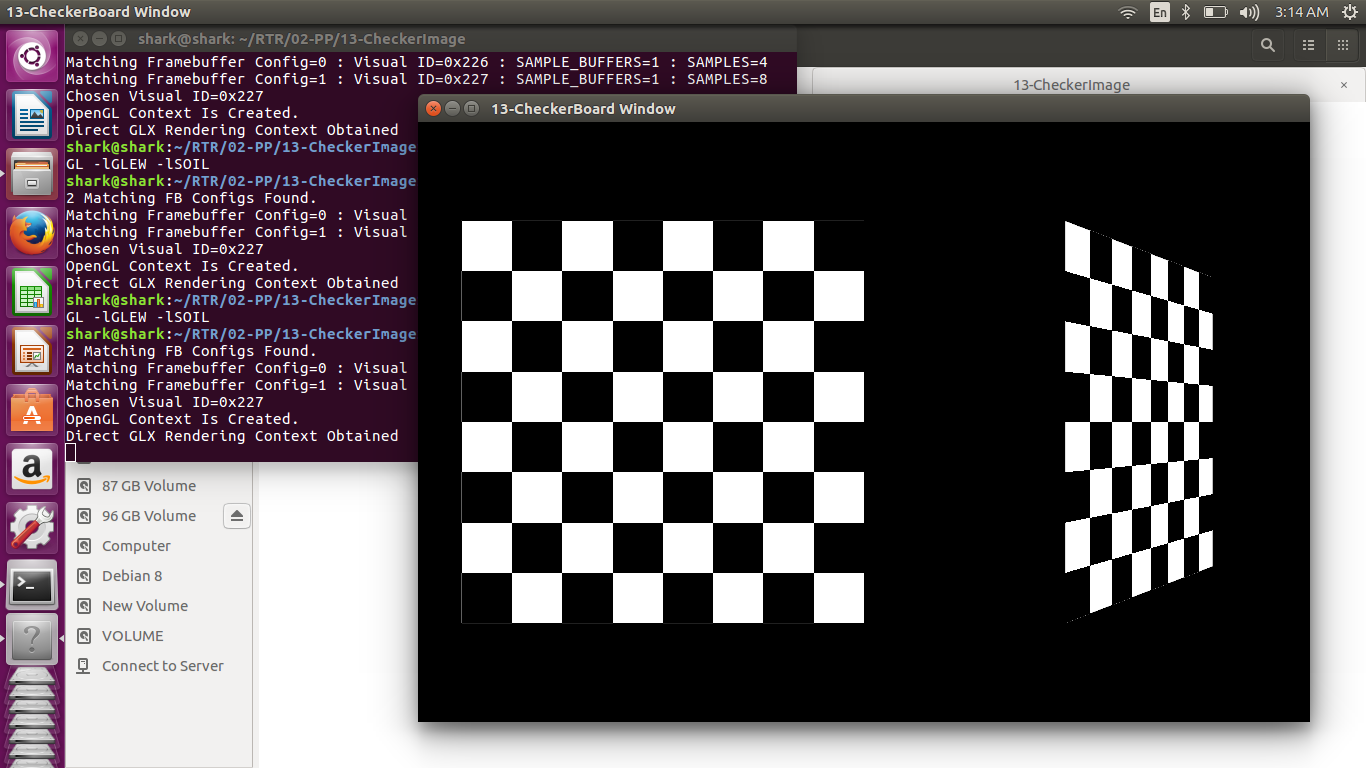 13-CheckerBoard Window
En
3:14 AM
shark@shark: ~/RTR/02-PP/13-CheckerImage
Matching Framebuffer Config=0 : Visual ID=0x226 : SAMPLE_BUFFERS=1 : SAMPLES=4
Matching Framebuffer Config=1 : Visual ID=0x227 : SAMPLE_BUFFERS=1 : SAMPLES=8
Chosen Visual ID=0x227
OpenGL Context Is Created.
Direct GLX Rendering Context Obtained
shark@shark:~/RTR/02-PP/13-CheckerImage
GL -lGLEW -lSOIL
shark@shark:~/RTR/02-PP/13-CheckerImage
2 Matching FB Configs Found.
Matching Framebuffer Config=0 : Visual
Matching Framebuffer Config=1 : Visual
Chosen Visual ID=0x227
OpenGL Context Is Created.
Direct GLX Rendering Context Obtained
shark@shark:~/RTR/02-PP/13-CheckerImage
GL -lGLEW -lSOIL
shark@shark:~/RTR/02-PP/13-CheckerImage
2 Matching FB Configs Found.
Matching Framebuffer Config=0 : Visual
Matching Framebuffer Config=1 : Visual
Chosen Visual ID=0x227
OpenGL Context Is Created.
Direct GLX Rendering Context Obtained
13-CheckerImage
13-CheckerBoard Window
87 GB Volume
96 GB Volume
Computer
Debian 8
New Volume
VOLUME
Connect to Server